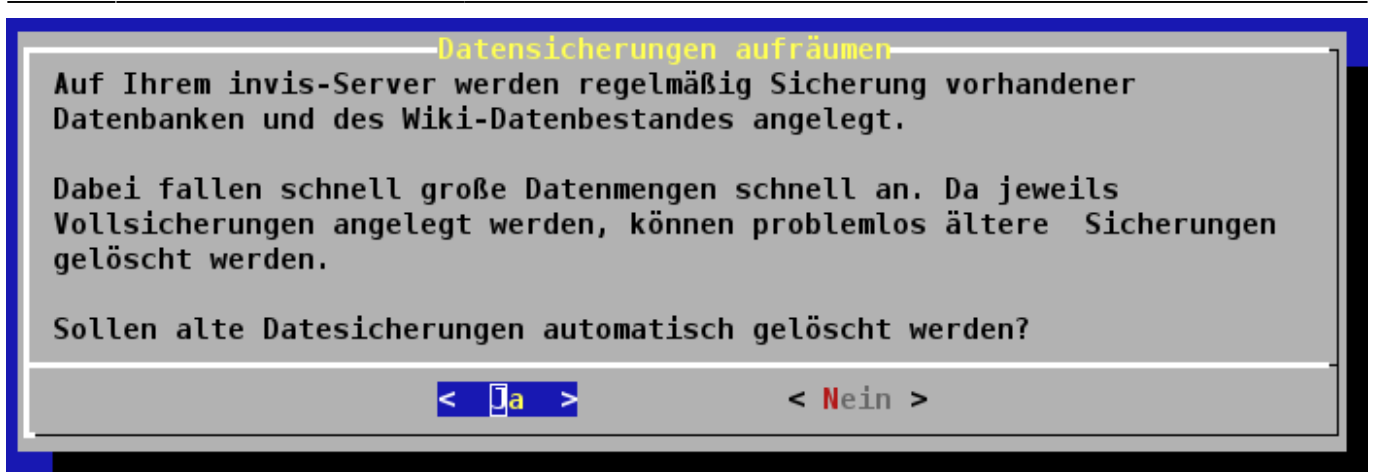 Datensicherungen aufräumen
Auf Ihrem invis-Server werden regelmäßig Sicherung vorhandener
Datenbanken und des Wiki-Datenbestandes angelegt.
Dabei fallen schnell große Datenmengen schnell an. Da jeweils
Vollsicherungen angelegt werden, können problemlos ältere  Sicherungen
gelöscht werden.
Sollen alte Datesicherungen automatisch gelöscht werden?
<  Ja  > < Nein >